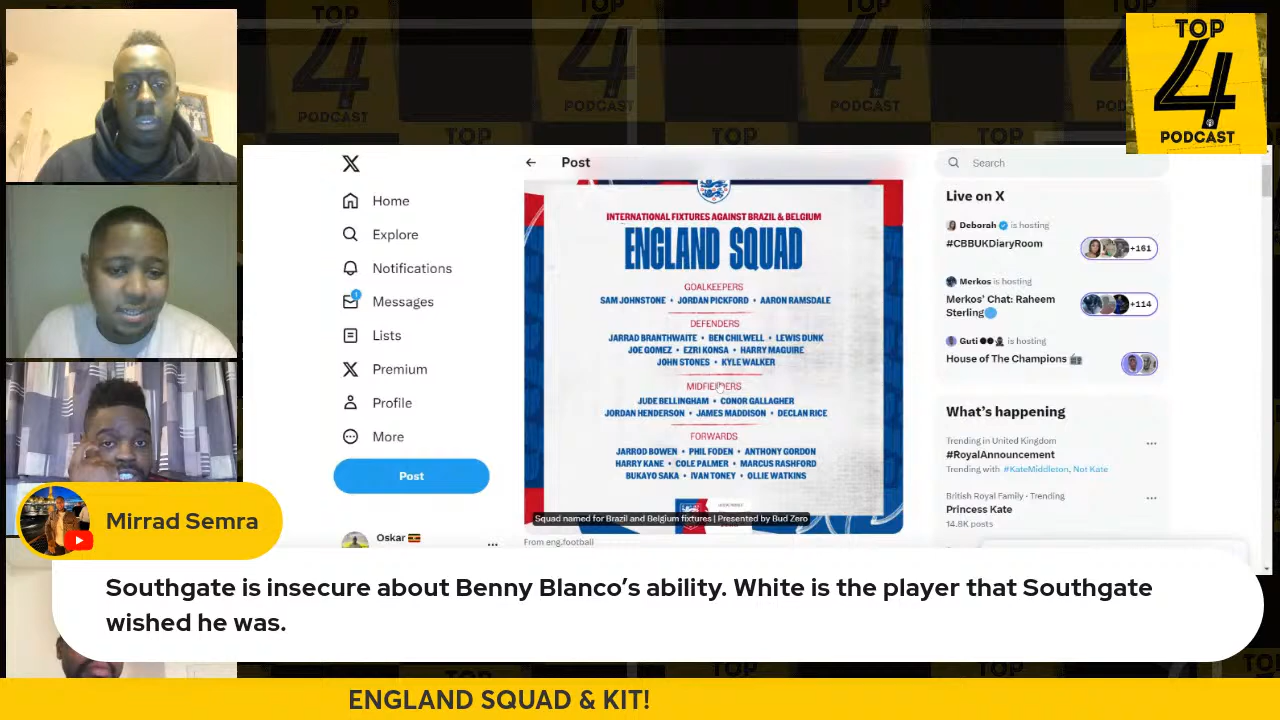 TOP
4
PODCAST
Home
Explore
Notifications
1
Messages
Lists
Premium
Profile
More
Post
Oskar
Post
INTERNATIONAL FIXTURES AGAINST BRAZIL & BELGIUM
ENGLAND SQUAD
GOALKEEPERS
SAM JOHNSTONE • JORDAN PICKFORD • AARON RAMSDALE
DEFENDERS
JARRAD BRANTHWAITE • BEN CHILWELL • LEWIS DUNK
JOE GOMEZ • EZRI KONSA • HARRY MAGUIRE
JOHN STONES • KYLE WALKER
MIDFIELDERS
JUDE BELLINGHAM • CONOR GALLAGHER
JORDAN HENDERSON • JAMES MADDISON • DECLAN RICE
FORWARDS
JARROD BOWEN • PHIL FODEN • ANTHONY GORDON
HARRY KANE • COLE PALMER • MARCUS RASHFORD
BUKAYO SAKA • IVAN TONEY • OLLIE WATKINS
Squad named for Brazil and Belgium fixtures | Presented by Bud Zero
From eng.football
Search
Live on X
Deborah is hosting
#CBBUKDiaryRoom
+161
Merkos is hosting
Merkos' Chat: Raheem
Sterling
+114
Guti is hosting
House of The Champions
What's happening
Trending in United Kingdom
#RoyalAnnouncement
Trending with #KateMiddleton, Not Kate
British Royal Family · Trending
Princess Kate
14.8K posts
Mirrad Semra
Southgate is insecure about Benny Blanco's ability. White is the player that Southgate
wished he was.
ENGLAND SQUAD & KIT!